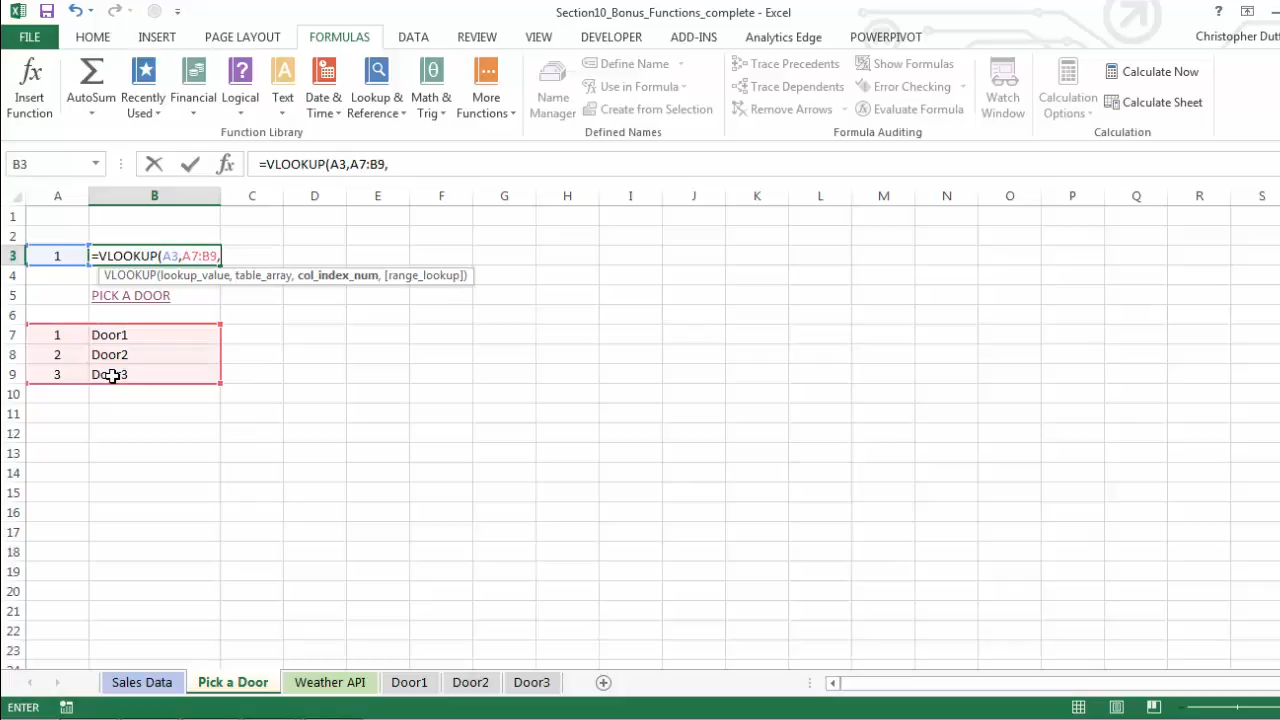 Section10_Bonus_Functions_complete - Excel
?
FILE HOME INSERT PAGE LAYOUT FORMULAS DATA REVIEW VIEW DEVELOPER ADD-INS Analytics Edge POWERPIVOT Christopher Dut
Insert Function
AutoSum
Recently Used
Financial
Logical
Text
Date & Time
Lookup & Reference
Math & Trig
More Functions
Function Library
Name Manager
Define Name
Use in Formula
Create from Selection
Defined Names
Trace Precedents
Trace Dependents
Remove Arrows
Show Formulas
Error Checking
Evaluate Formula
Formula Auditing
Watch Window
Calculation Options
Calculate Now
Calculate Sheet
Calculation
B3 fx =VLOOKUP(A3,A7:B9,
A B C D E F G H I J K L M N O P Q R S
1
2
3 1 =VLOOKUP(A3,A7:B9,
4 VLOOKUP(lookup_value, table_array, col_index_num, [range_lookup])
5 PICK A DOOR
6
7 1 Door1
8 2 Door2
9 3
10
11
12
13
14
15
16
17
18
19
20
21
22
23
Sales Data Pick a Door Weather API Door1 Door2 Door3
ENTER